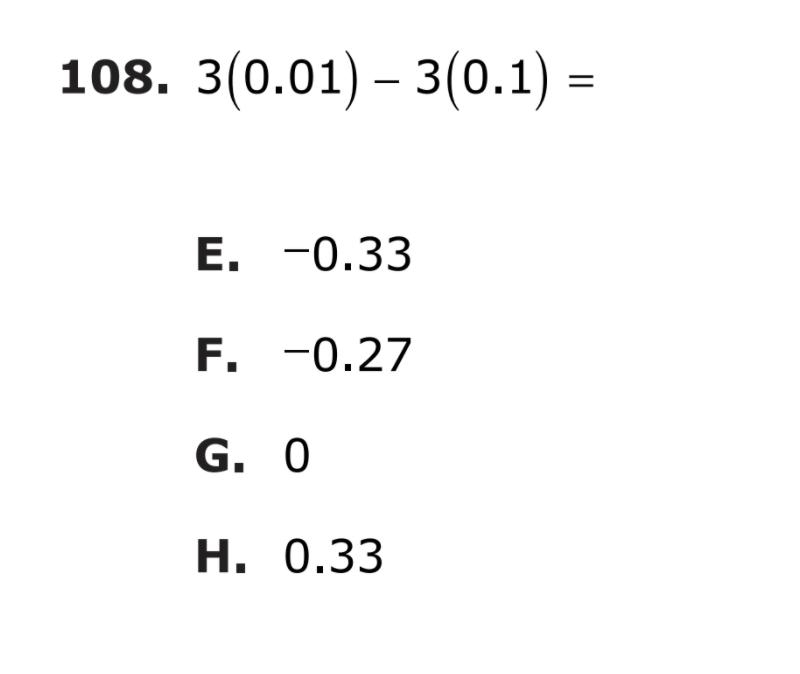 108. 3(0.01) – 3(0.1) =
E. –0.33
F. –0.27
G. 0
H. 0.33